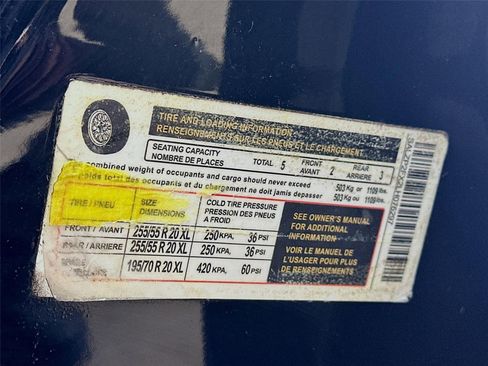 TIRE AND LOADING INFORMATION
RENSEIGNEMENT SUR LES PNEUS ET LE CHARGEMENT
SEATING CAPACITY
NOMBRE DE PLACES
TOTAL 5
FRONT
AVANT 2
REAR
ARRIERE 3
combined weight of occupants and cargo should never exceed 503 Kg or 1109 lbs.
poids total des occupants et du chargement ne doit jamais depasser 503 Kg ou 1109 lbs.
TIRE / PNEU
SIZE
DIMENSIONS
COLD TIRE PRESSURE
PRESSION DES PNEUS A
FROID
FRONT / AVANT 255/55 R 20 XL 250 KPA, 36 PSI
REAR / ARRIERE 255/55 R 20 XL 250 KPA, 36 PSI
195/70 R 20 XL 420 KPA, 60 PSI
SEE OWNER'S MANUAL
FOR ADDITIONAL
INFORMATION
VOIR LE MANUEL DE
L'USAGER POUR PLUS
DE RENSEIGNEMENTS